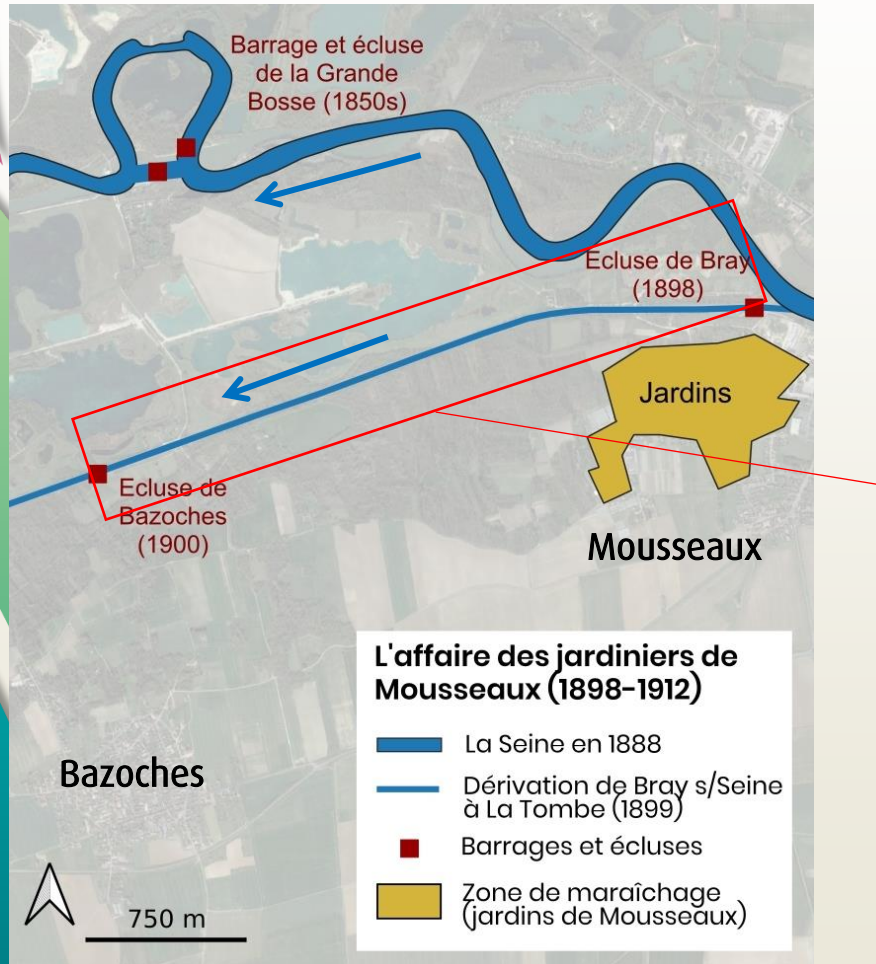 Barrage et écluse
de la Grande
Bosse (1850s)
Ecluse de Bray
(1898)
Jardins
Ecluse de
Bazoches
(1900)
Mousseaux
Bazoches
750 m
L'affaire des jardiniers de
Mousseaux (1898-1912)
La Seine en 1888
Dérivation de Bray s/Seine
à La Tombe (1899)
Barrages et écluses
Zone de maraîchage
(jardins de Mousseaux)